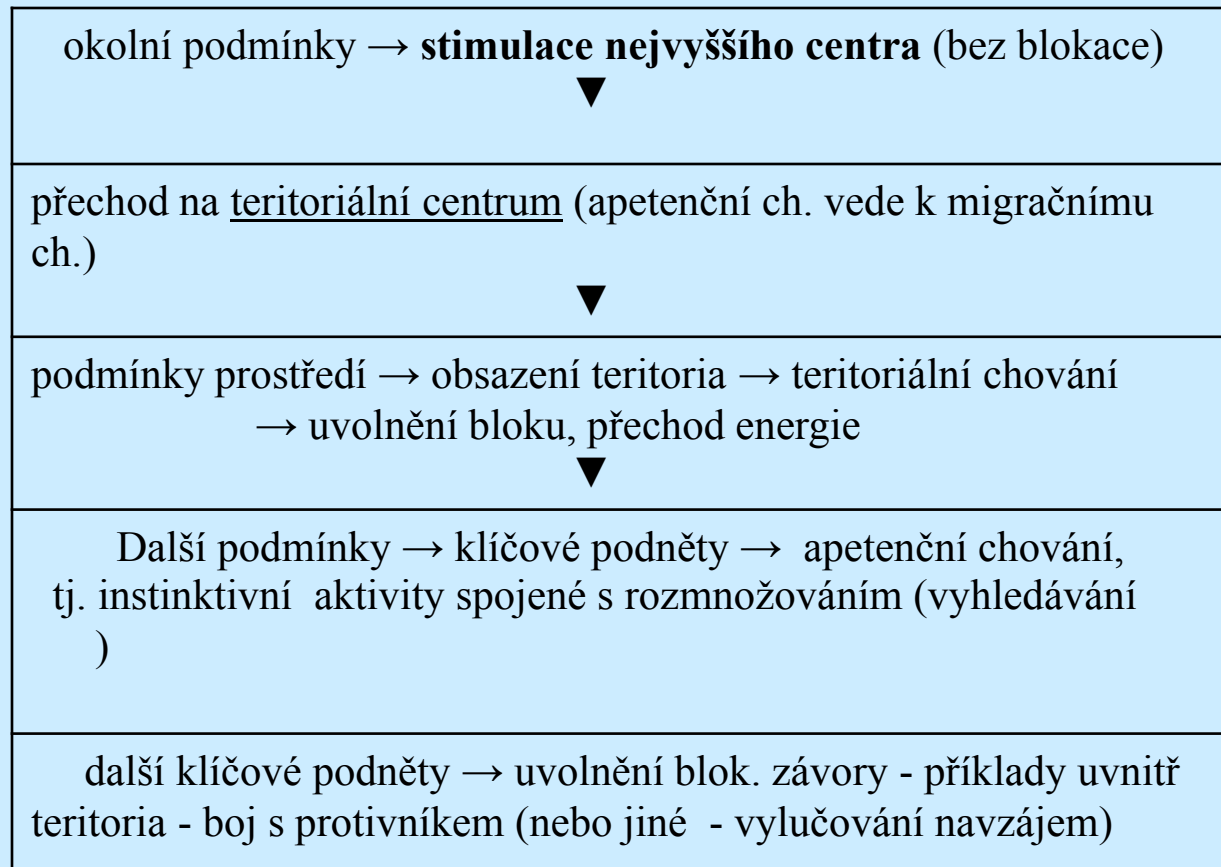 okolní podmínky → stimulace nejvyššího centra (bez blokace)
▼
přechod na teritoriální centrum (apetenční ch. vede k migračnímu
ch.)
▼
podmínky prostředí → obsazení teritoria → teritoriální chování
→ uvolnění bloku, přechod energie
▼
Další podmínky → klíčové podněty → apetenční chování,
tj. instinktivní aktivity spojené s rozmnožováním (vyhledávání
)
další klíčové podněty → uvolnění blok. závory - příklady uvnitř
teritoria - boj s protivníkem (nebo jiné - vylučování navzájem)